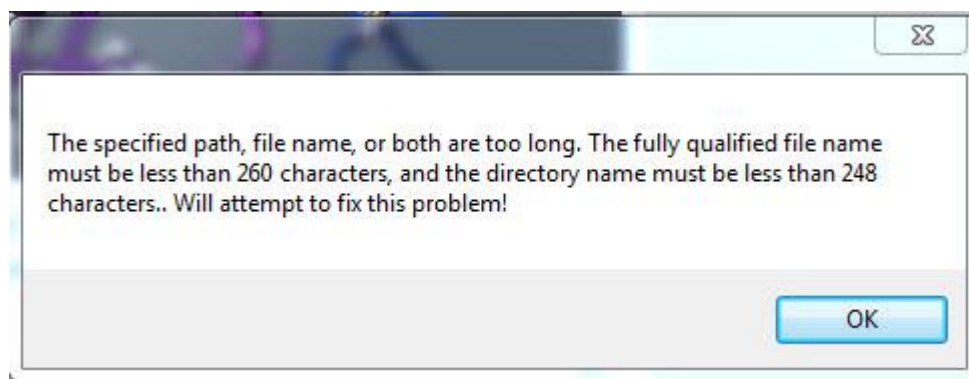 The specified path, file name, or both are too long. The fully qualified file name
must be less than 260 characters, and the directory name must be less than 248
characters.. Will attempt to fix this problem!
OK